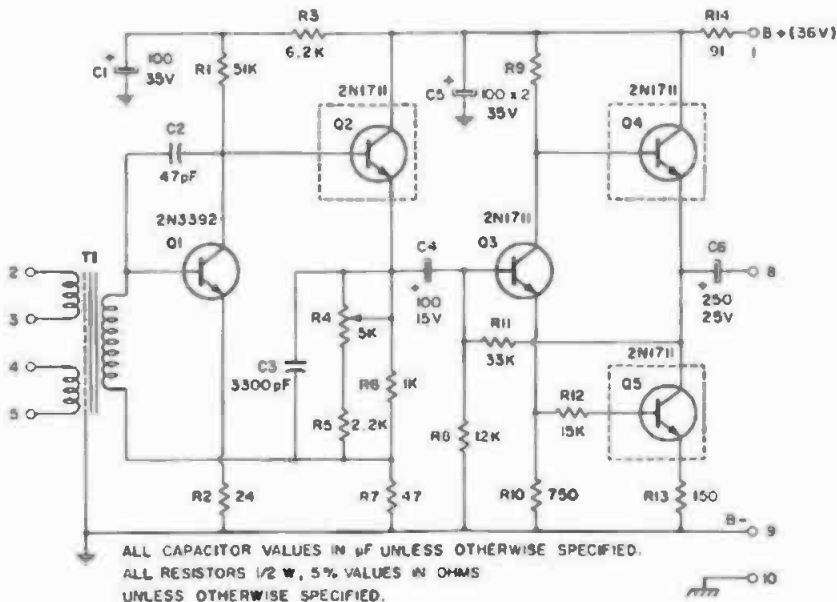 R3
6.2K
R14
91
B + (36V)
1
C1
+
100
35V
R1
51K
C5
+
100 x 2
35V
R9
2N1711
Q2
2N1711
Q4
C2
47pF
2N3392
Q1
2N1711
Q3
C4
+
100
15V
C6
+
250
25V
8
T1
2
3
4
5
R4
5K
C3
3300pF
R6
1K
R5
2.2K
R11
33K
2N1711
Q5
R12
15K
R8
12K
R2
24
R7
47
R10
750
R13
150
B-
9
10
ALL CAPACITOR VALUES IN µF UNLESS OTHERWISE SPECIFIED.
ALL RESISTORS 1/2 W, 5% VALUES IN OHMS
UNLESS OTHERWISE SPECIFIED.